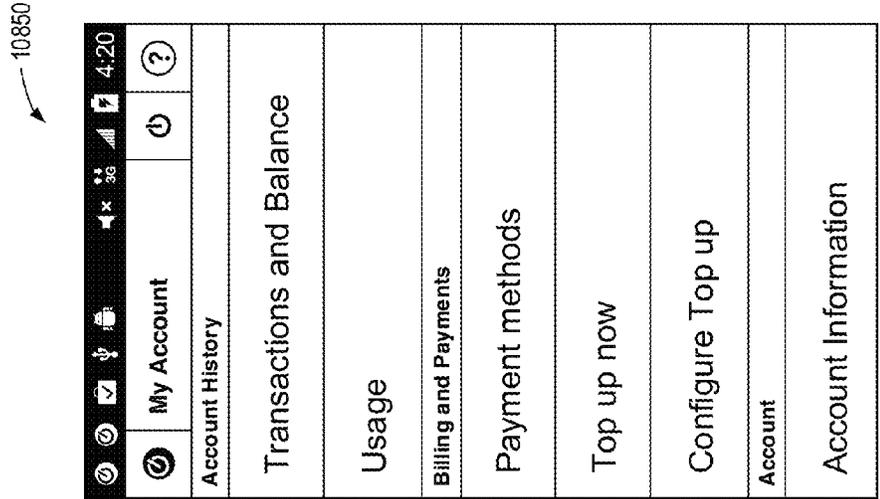 10850
3G 4:20
My Account ?
Account History
Transactions and Balance
Usage
Billing and Payments
Payment methods
Top up now
Configure Top up
Account
Account Information